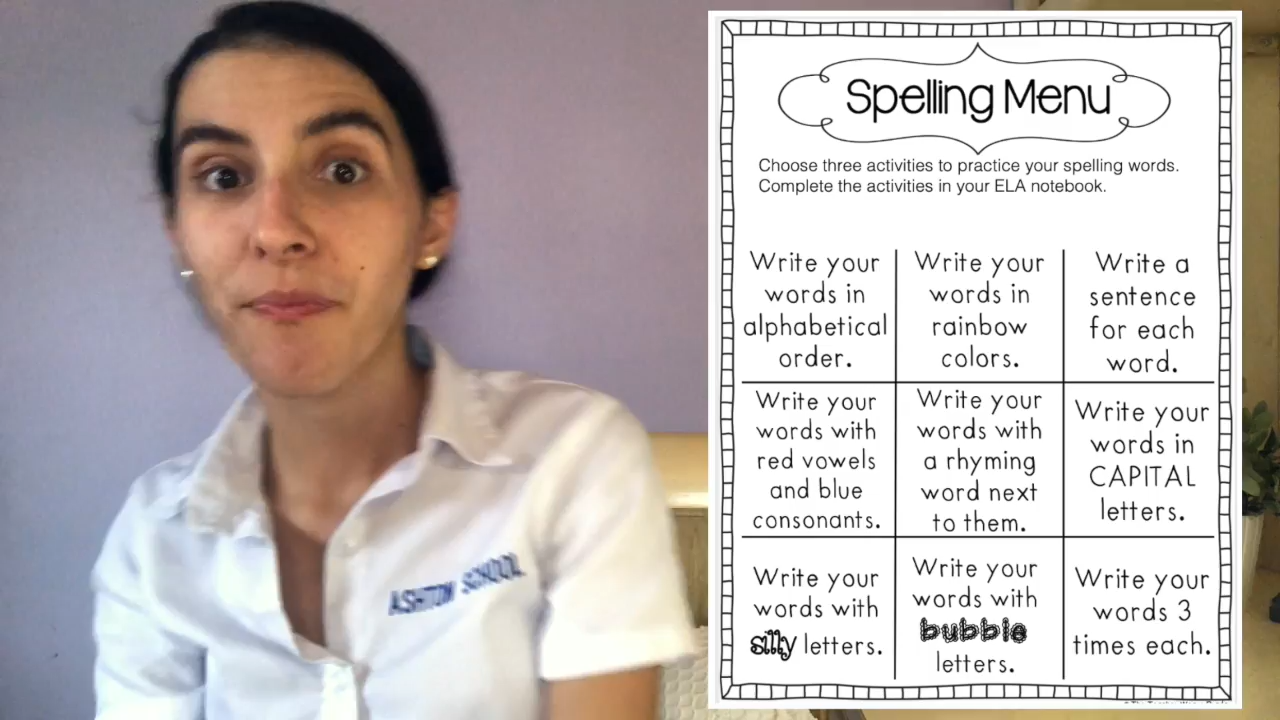 ASHTON SCHOOL
Spelling Menu
Choose three activities to practice your spelling words.
Complete the activities in your ELA notebook.
Write your
words in
alphabetical
order.
Write your
words in
rainbow
colors.
Write a
sentence
for each
word.
Write your
words with
red vowels
and blue
consonants.
Write your
words with
a rhyming
word next
to them.
Write your
words in
CAPITAL
letters.
Write your
words with
silly letters.
Write your
words with
bubble
letters.
Write your
words 3
times each.